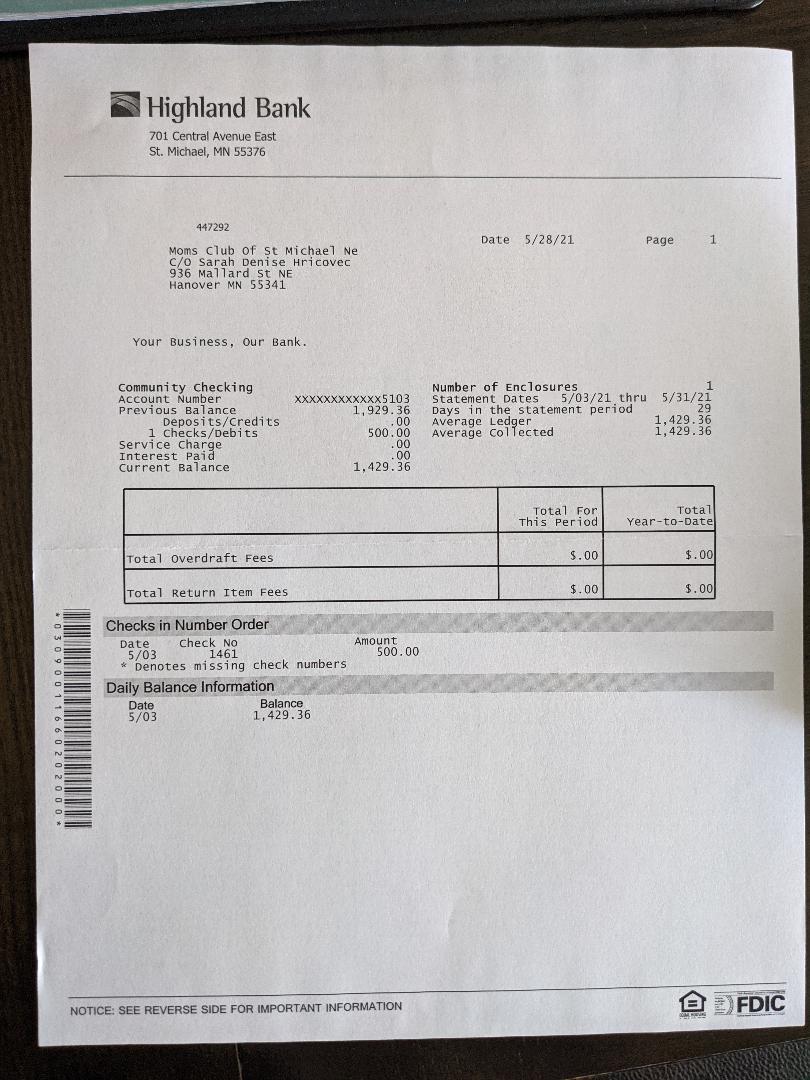 Highland Bank
701 Central Avenue East
St. Michael, MN 55376
447292
Date 5/28/21 Page 1
Moms Club Of St Michael Ne
C/O Sarah Denise Hricovec
936 Mallard St NE
Hanover MN 55341
Your Business, Our Bank.
Community Checking Number of Enclosures 1
Account Number XXXXXXXXXXXX5103 Statement Dates 5/03/21 thru 5/31/21
Previous Balance 1,929.36 Days in the statement period 29
Deposits/Credits .00 Average Ledger 1,429.36
1 Checks/Debits 500.00 Average Collected 1,429.36
Service Charge .00
Interest Paid .00
Current Balance 1,429.36
Total For Total
This Period Year-to-Date
Total Overdraft Fees $.00 $.00
Total Return Item Fees $.00 $.00
Checks in Number Order
Date Check No Amount
5/03 1461 500.00
* Denotes missing check numbers
Daily Balance Information
Date Balance
5/03 1,429.36
*03090011660202000*
NOTICE: SEE REVERSE SIDE FOR IMPORTANT INFORMATION
EQUAL HOUSING
FDIC